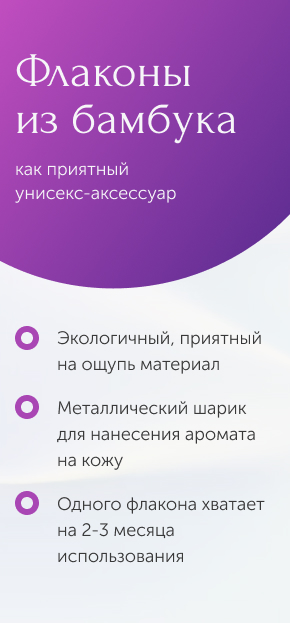 Флаконы
из бамбука
как приятный
унисекс-аксессуар
Экологичный, приятный
на ощупь материал
Металлический шарик
для нанесения аромата
на кожу
Одного флакона хватает
на 2-3 месяца
использования